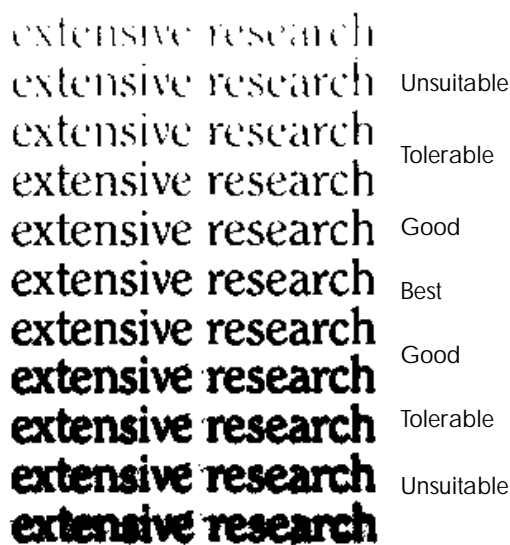 extensive research
extensive research Unsuitable
extensive research
Tolerable
extensive research
extensive research Good
extensive research Best
extensive research
Good
extensive research
extensive research Tolerable
extensive research Unsuitable
extensive research